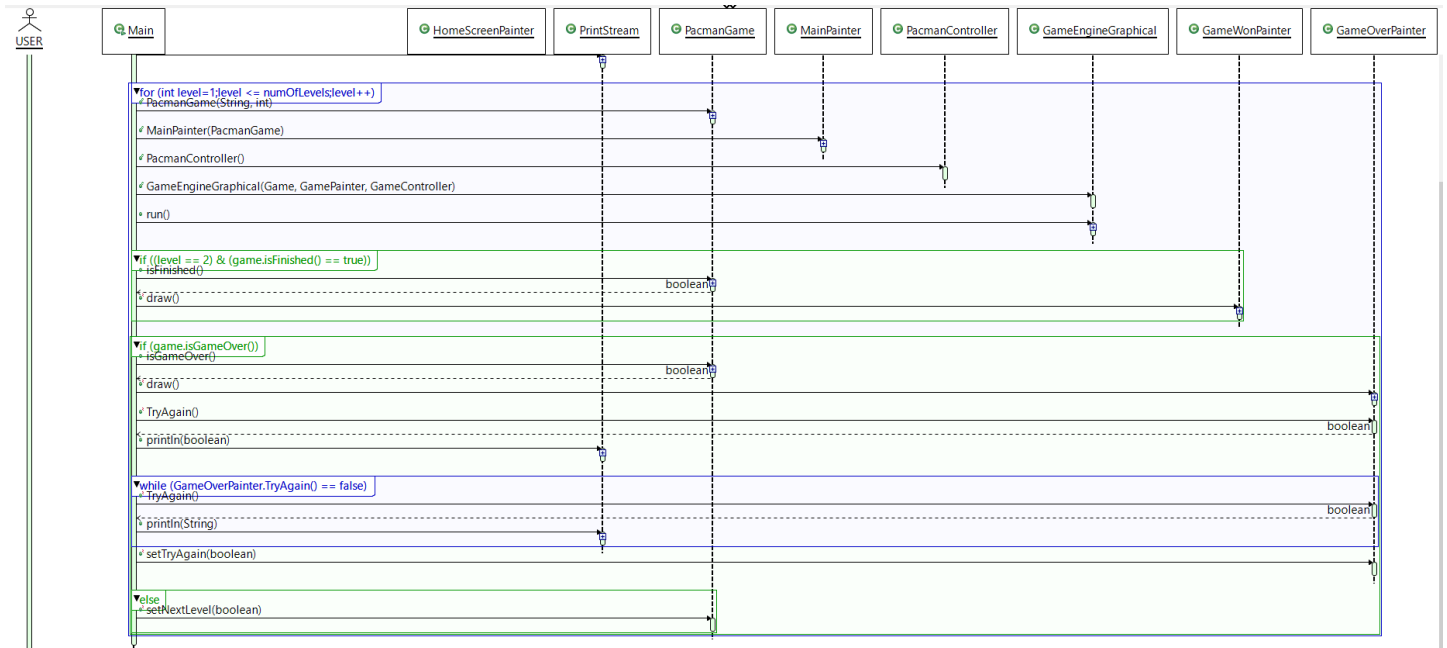 USER
Main
HomeScreenPainter
PrintStream
PacmanGame
MainPainter
PacmanController
GameEngineGraphical
GameWonPainter
GameOverPainter
for (int level=1;level <= numOfLevels;level++)
PacmanGame(String, int)
MainPainter(PacmanGame)
PacmanController()
GameEngineGraphical(Game, GamePainter, GameController)
run()
if ((level == 2) & (game.isFinished() == true))
isFinished()
boolean
draw()
if (game.isGameOver())
isGameOver()
boolean
draw()
TryAgain()
boolean
println(boolean)
while (GameOverPainter.TryAgain() == false)
TryAgain()
boolean
println(String)
setTryAgain(boolean)
else
setNextLevel(boolean)